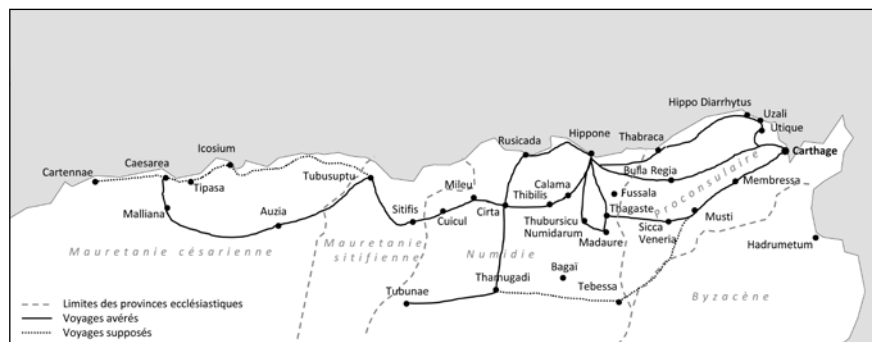 Hippo Diarrhytus
Uzali
Utique
Icosium
Rusicada
Hippone
Thabraca
Carthage
Cartennae
Caesarea
Tipasa
Tubusuptu
Bulla Regia
Mileu
Calama
Thibilis
Fussala
Proconsulaire
Membressa
Malliana
Auzia
Sitifis
Cuicul
Cirta
Thagaste
Thubursicu
Numidarum
Sicca
Veneria
Musti
Madaure
Hadrumetum
Mauretanie césarienne
Mauretanie
sitifienne
Numidie
Bagaï
Thamugadi
Tebessa
Tubunae
Byzacène
Limites des provinces ecclésiastiques
Voyages avérés
Voyages supposés